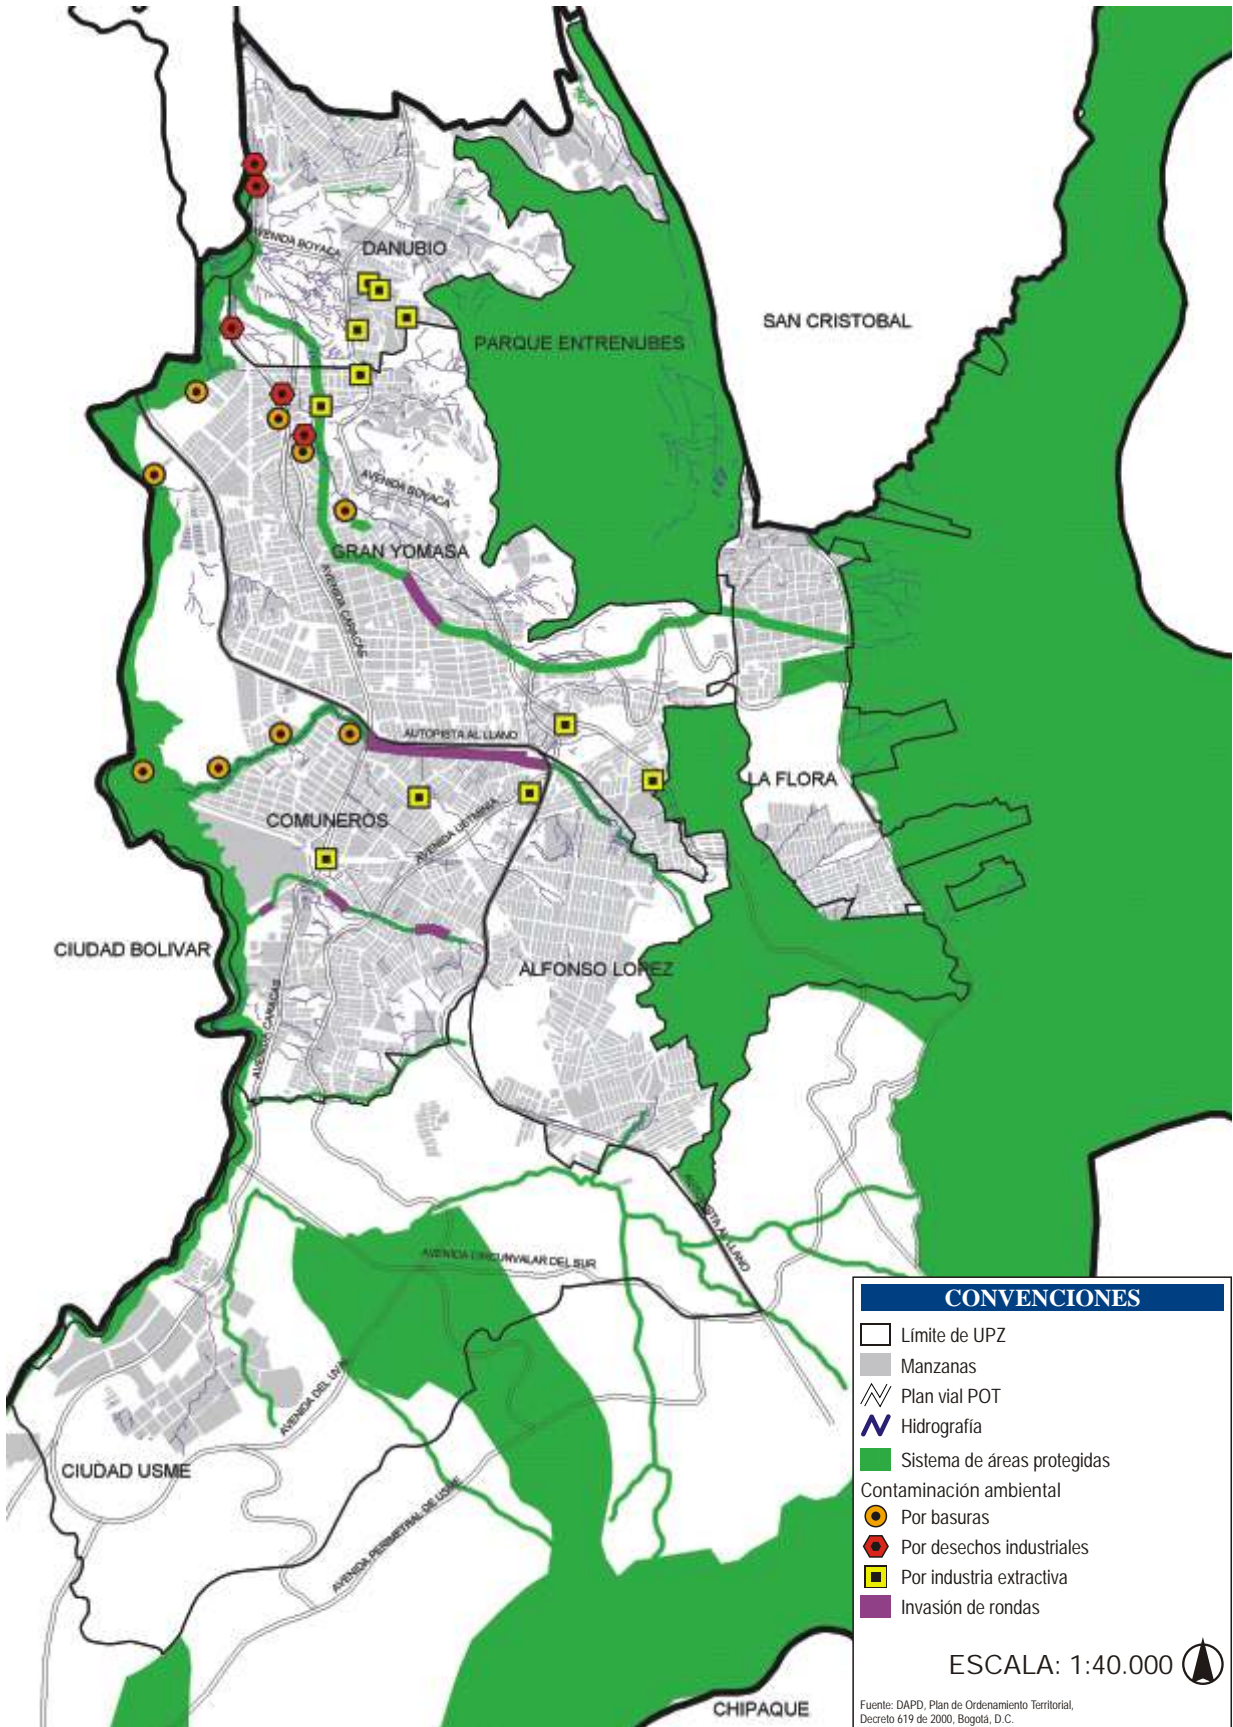 AVENIDA BOYACA
DANUBIO
SAN CRISTOBAL
PARQUE ENTRENUBES
AVENIDA BOYACA
GRAN YOMASA
AVENIDA CARACAS
AUTOPISTA AL LLANO
LA FLORA
COMUNEROS
AVENIDA USMINIA
CIUDAD BOLIVAR
ALFONSO LOPEZ
AVENIDA CARACAS
AUTOPISTA AL LLANO
AVENIDA CIRCUNVALAR DEL SUR
AVENIDA DEL UVAL
CIUDAD USME
AVENIDA PERIMETRAL DE USME
CHIPAQUE
CONVENCIONES
Límite de UPZ
Manzanas
Plan vial POT
Hidrografía
Sistema de áreas protegidas
Contaminación ambiental
Por basuras
Por desechos industriales
Por industria extractiva
Invasión de rondas
ESCALA: 1:40.000
Fuente: DAPD, Plan de Ordenamiento Territorial,
Decreto 619 de 2000, Bogotá, D.C.